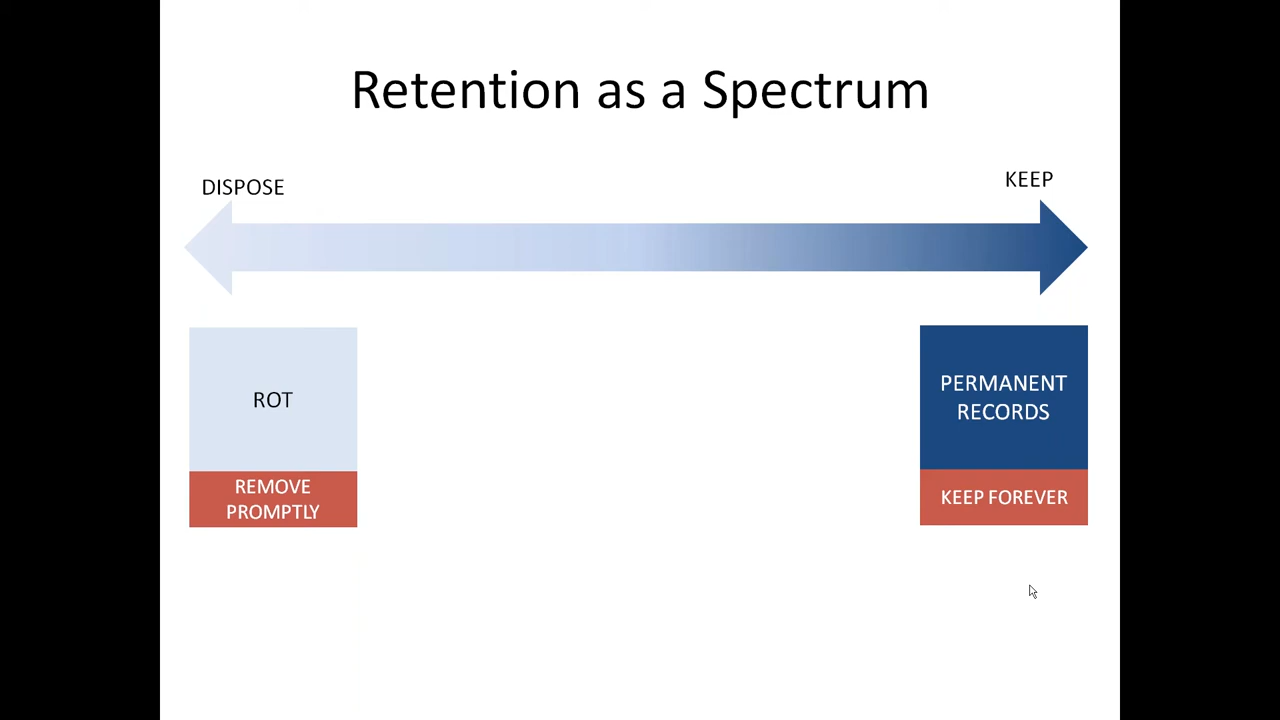 Retention as a Spectrum
DISPOSE
KEEP
ROT
REMOVE
PROMPTLY
PERMANENT
RECORDS
KEEP FOREVER